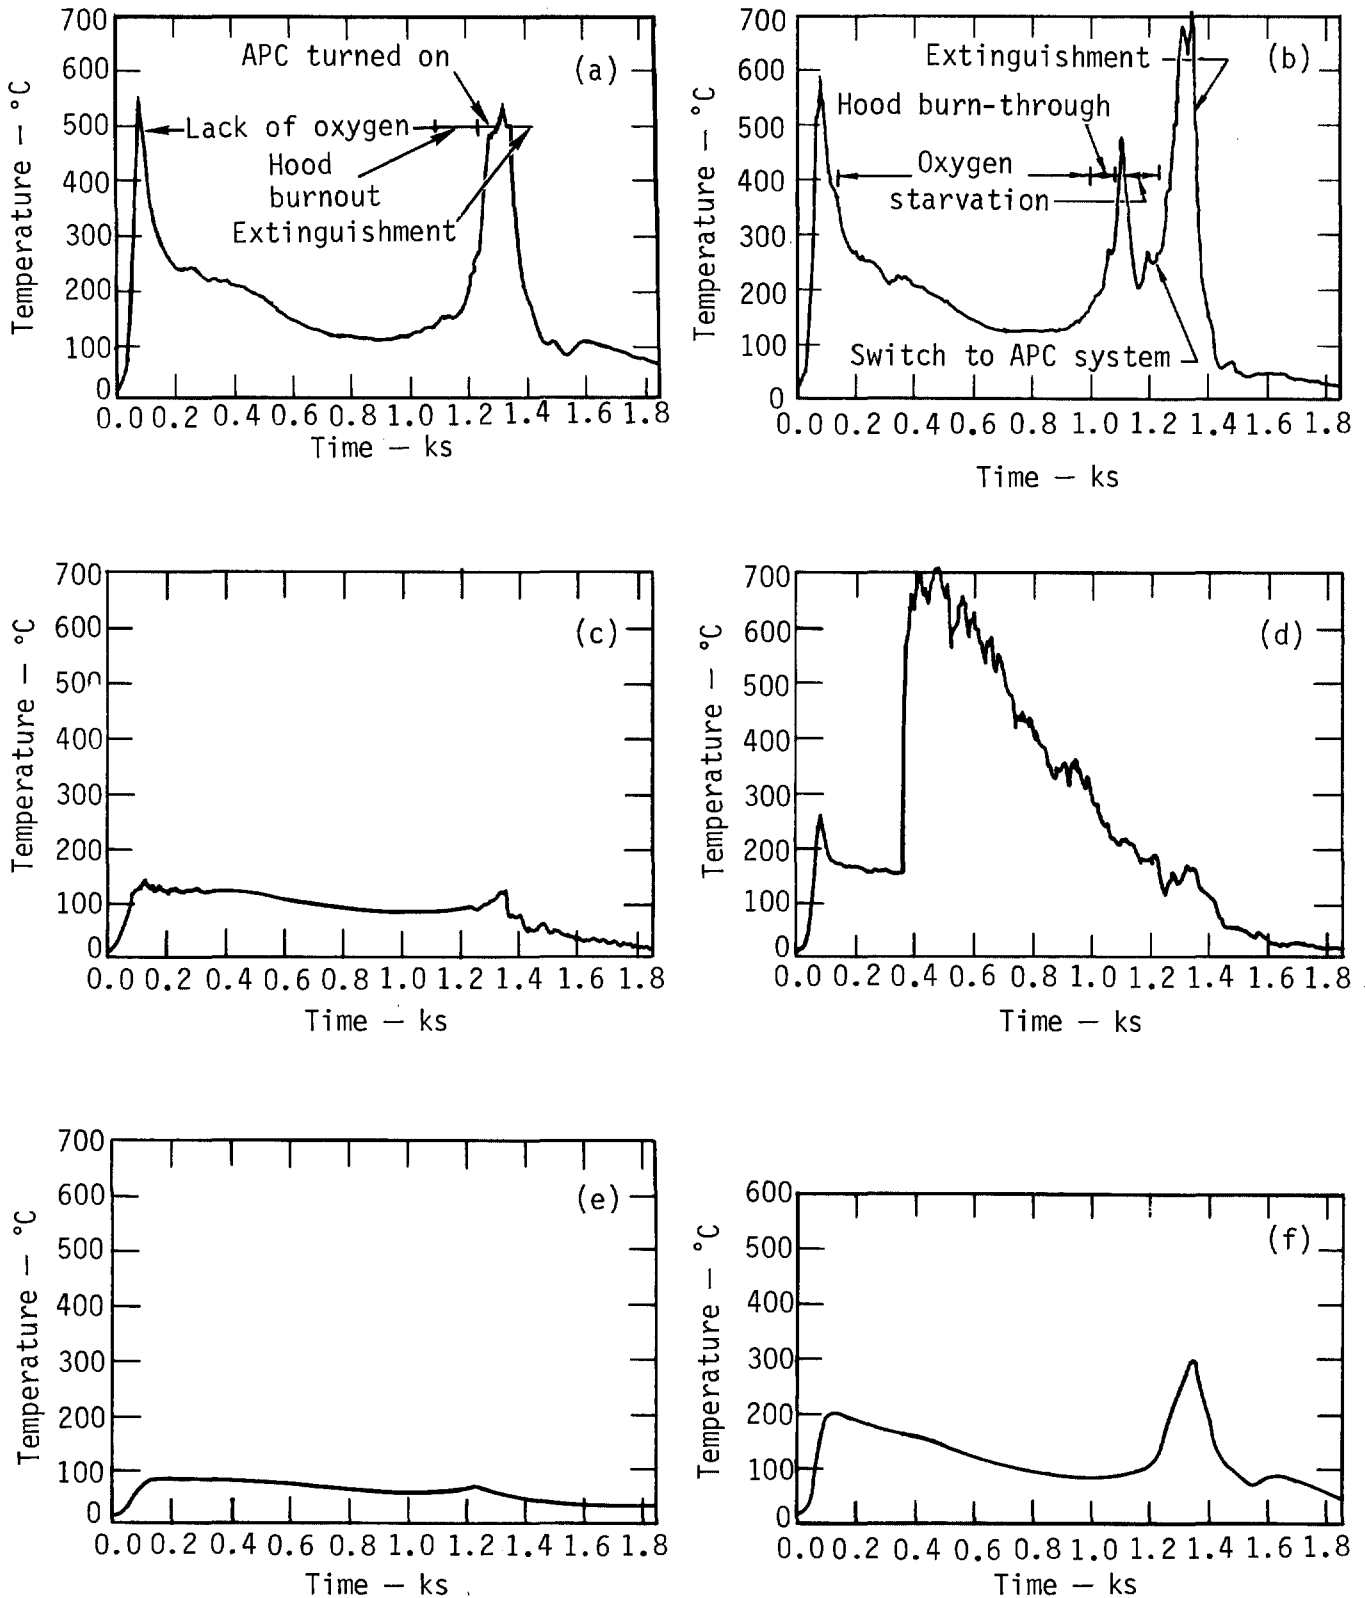 700
600
500
400
300
200
100
0
Temperature — °C
APC turned on
(a)
Lack of oxygen
Hood
burnout
Extinguishment
0.0 0.2 0.4 0.6 0.8 1.0 1.2 1.4 1.6 1.8
Time — ks
700
600
500
400
300
200
100
0
Temperature — °C
Extinguishment
(b)
Hood burn-through
Oxygen
starvation
Switch to APC system
0.0 0.2 0.4 0.6 0.8 1.0 1.2 1.4 1.6 1.8
Time — ks
700
600
500
400
300
200
100
0
Temperature — °C
(c)
0.0 0.2 0.4 0.6 0.8 1.0 1.2 1.4 1.6 1.8
Time — ks
700
600
500
400
300
200
100
0
Temperature — °C
(d)
0.0 0.2 0.4 0.6 0.8 1.0 1.2 1.4 1.6 1.8
Time — ks
700
600
500
400
300
200
100
0
Temperature — °C
(e)
0.0 0.2 0.4 0.6 0.8 1.0 1.2 1.4 1.6 1.8
Time — ks
600
500
400
300
200
100
0
Temperature — °C
(f)
0.0 0.2 0.4 0.6 0.8 1.0 1.2 1.4 1.6 1.8
Time — ks